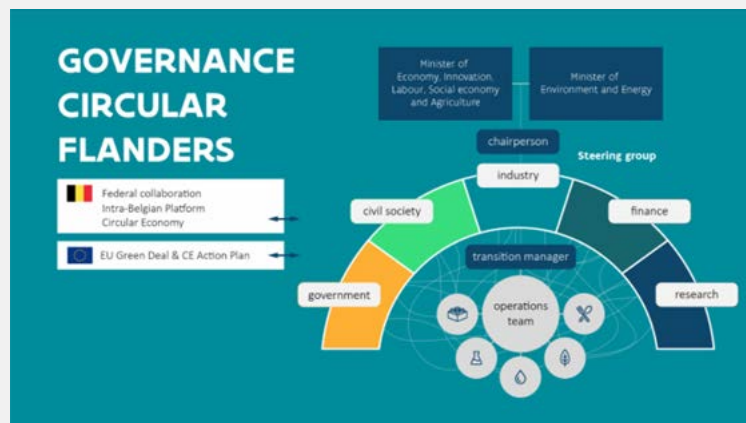 GOVERNANCE
CIRCULAR
FLANDERS
Federal collaboration
Intra-Belgian Platform
Circular Economy
EU Green Deal & CE Action Plan
Minister of
Economy, Innovation,
Labour, Social economy
and Agriculture
Minister of
Environment and Energy
chairperson
Steering group
industry
civil society
finance
government
research
transition manager
operations
team